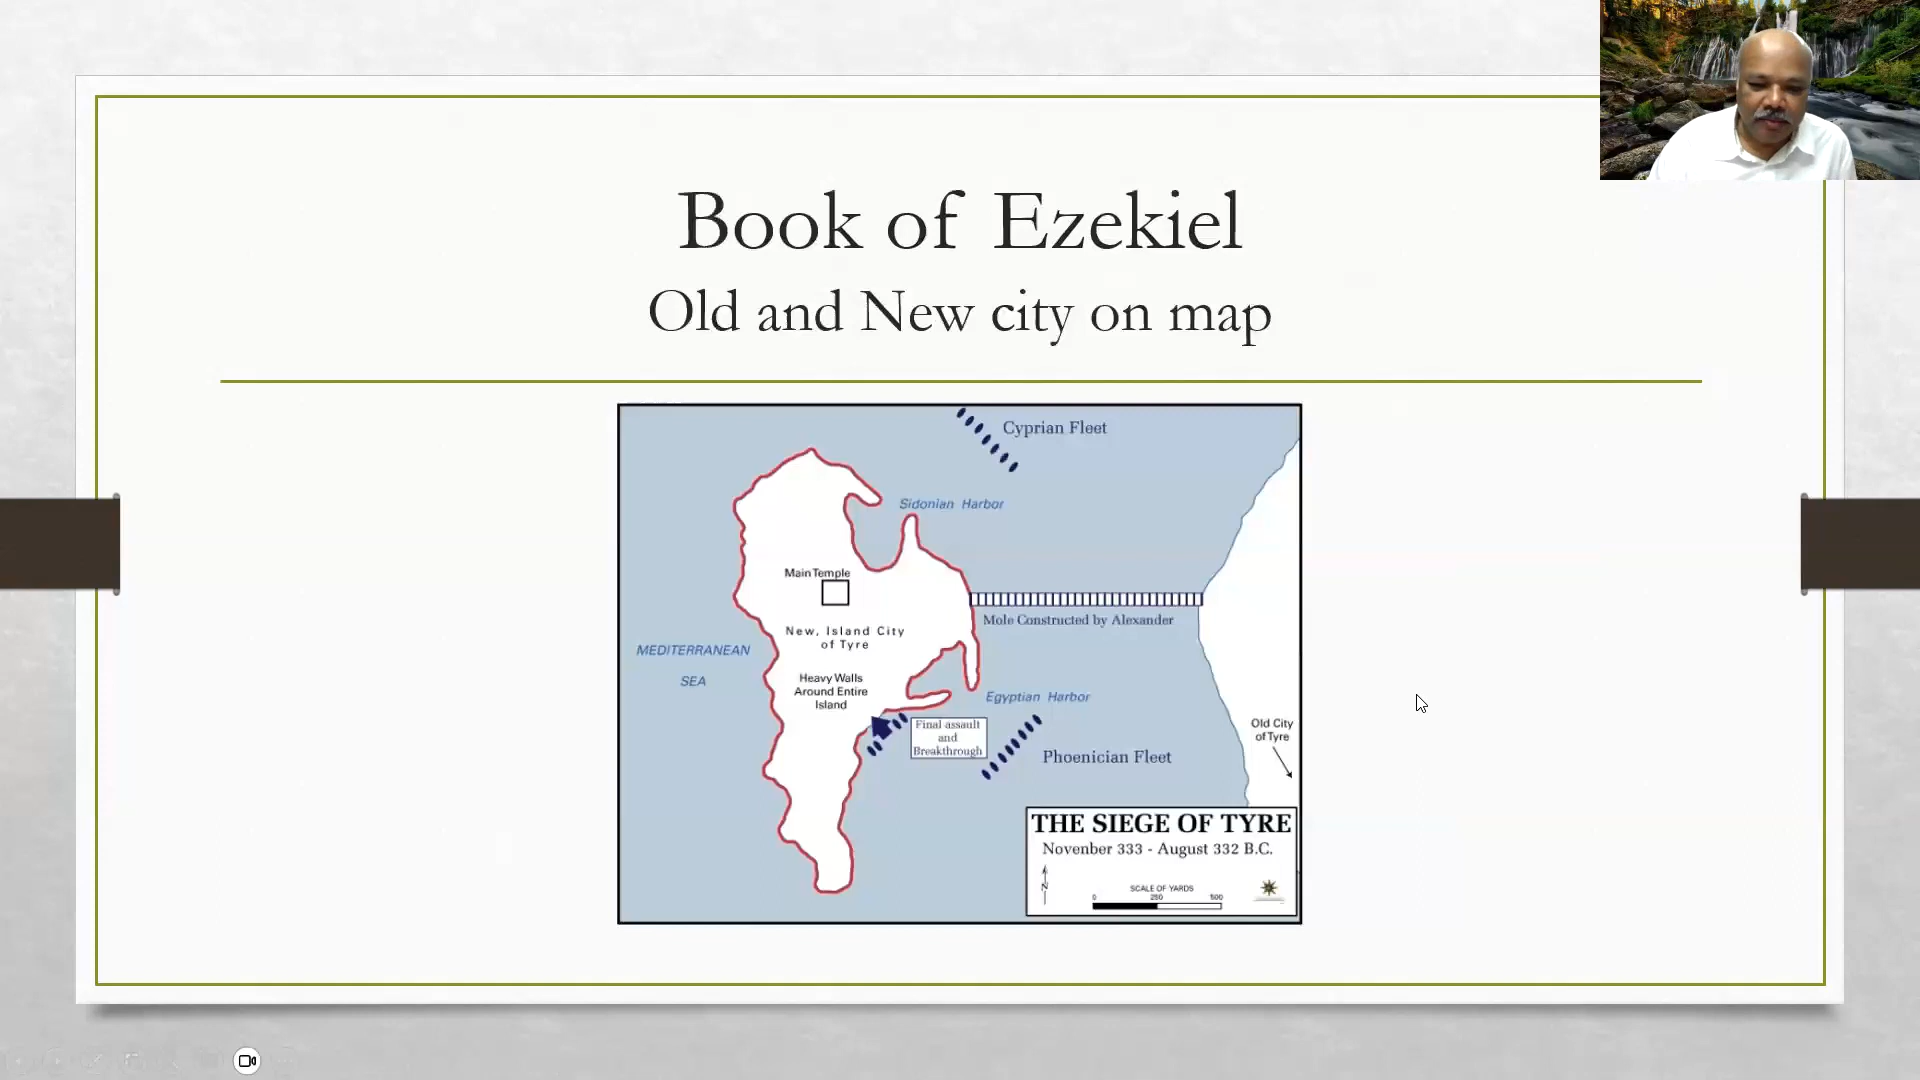 Book of Ezekiel
Old and New city on map
Cyprian Fleet
Sidonian Harbor
Main Temple
Mole Constructed by Alexander
New, Island City
of Tyre
MEDITERRANEAN
SEA
Heavy Walls
Around Entire
Island
Egyptian Harbor
Final assault
and
Breakthrough
Phoenician Fleet
Old City
of Tyre
THE SIEGE OF TYRE
Novenber 333 - August 332 B.C.
N
SCALE OF YARDS
0 250 500